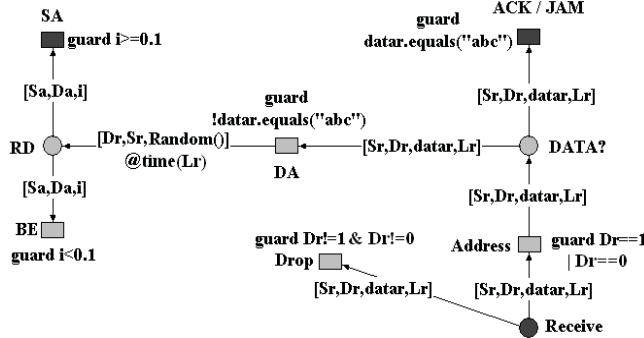 SA
guard i>=0.1
ACK / JAM
guard
datar.equals("abc")
[Sa,Da,i]
guard
!datar.equals("abc")
[Sr,Dr,datar,Lr]
RD
[Dr,Sr,Random()]
@time(Lr)
DA
[Sr,Dr,datar,Lr]
DATA?
[Sa,Da,i]
[Sr,Dr,datar,Lr]
BE
guard i<0.1
guard Dr!=1 & Dr!=0
Drop
Address
guard Dr==1
| Dr==0
[Sr,Dr,datar,Lr]
[Sr,Dr,datar,Lr]
Receive